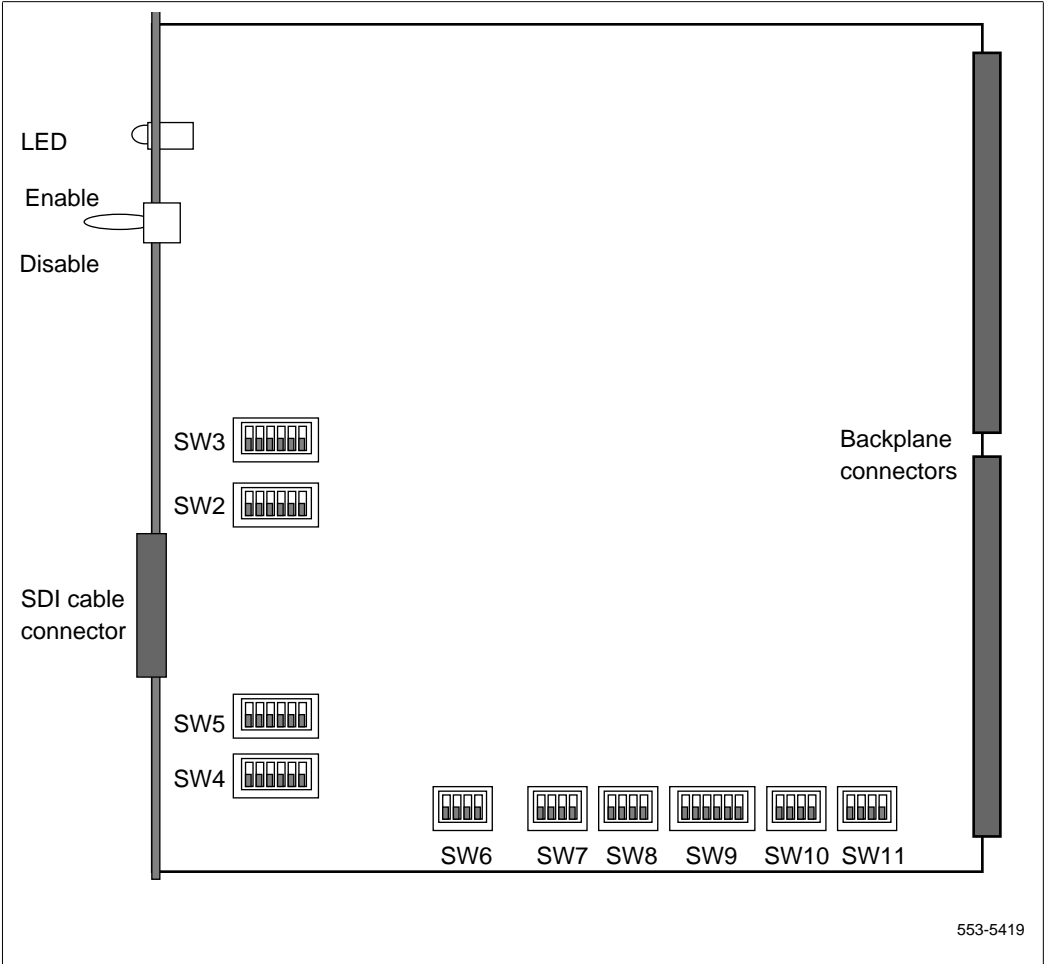 LED
Enable
Disable
SW3
SW2
Backplane
connectors
SDI cable
connector
SW5
SW4
SW6 SW7 SW8 SW9 SW10 SW11
553-5419